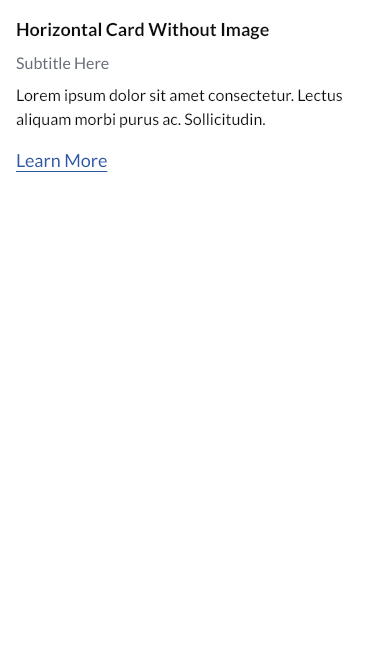 Horizontal Card Without Image
Subtitle Here
Lorem ipsum dolor sit amet consectetur. Lectus
aliquam morbi purus ac. Sollicitudin.
Learn More